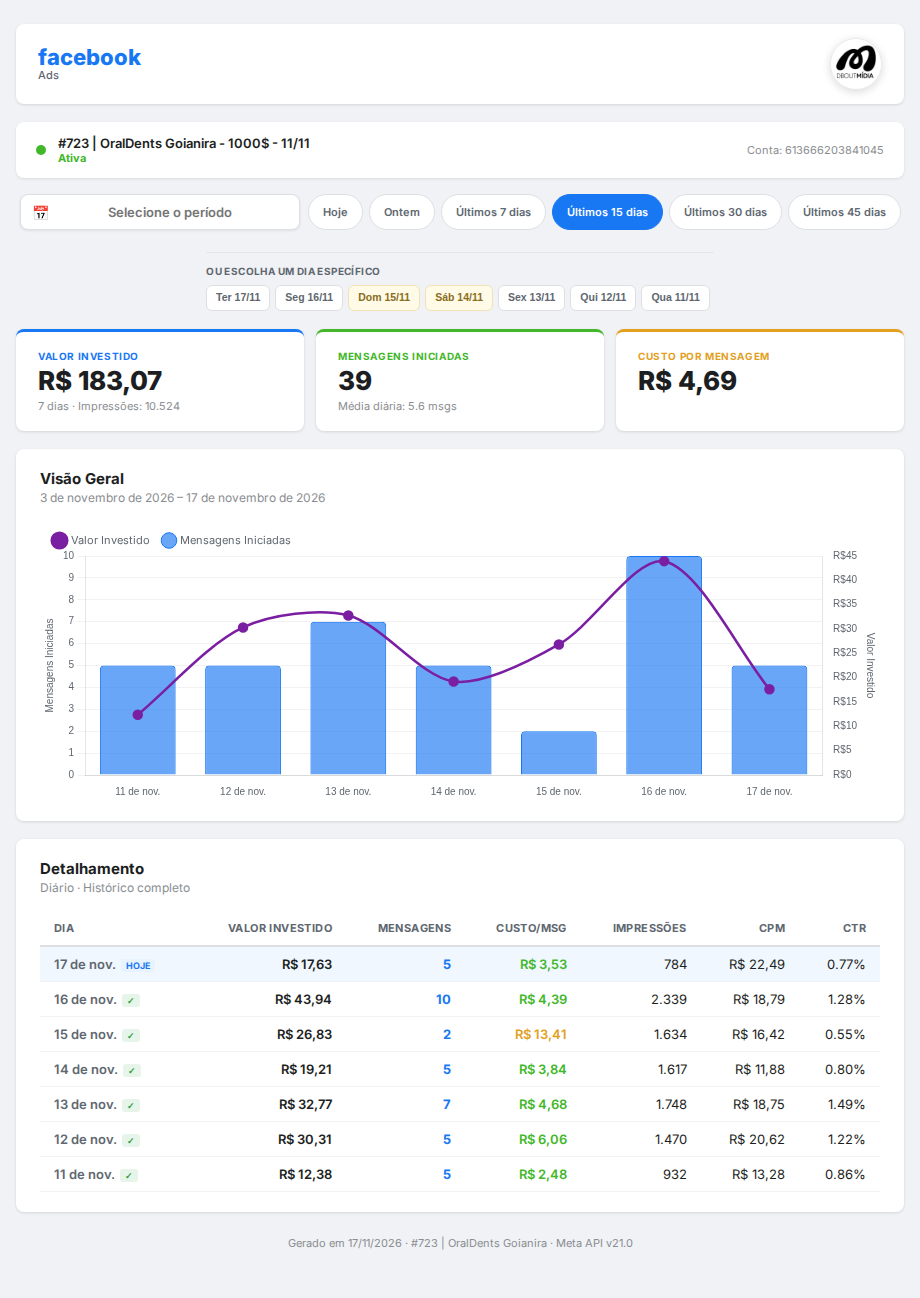 facebook
Ads
DBOUTMÍDIA
#723 | OralDents Goianira - 1000$ - 11/11
Ativa
Conta: 613666203841045
Selecione o período
Hoje
Ontem
Últimos 7 dias
Últimos 15 dias
Últimos 30 dias
Últimos 45 dias
OU ESCOLHA UM DIA ESPECÍFICO
Ter 17/11
Seg 16/11
Dom 15/11
Sáb 14/11
Sex 13/11
Qui 12/11
Qua 11/11
VALOR INVESTIDO
R$ 183,07
7 dias · Impressões: 10.524
MENSAGENS INICIADAS
39
Média diária: 5.6 msgs
CUSTO POR MENSAGEM
R$ 4,69
Visão Geral
3 de novembro de 2026 – 17 de novembro de 2026
Valor Investido
Mensagens Iniciadas
Mensagens Iniciadas
10
9
8
7
6
5
4
3
2
1
0
R$45
R$40
R$35
R$30
R$25
R$20
R$15
R$10
R$5
R$0
Valor Investido
11 de nov.
12 de nov.
13 de nov.
14 de nov.
15 de nov.
16 de nov.
17 de nov.
Detalhamento
Diário · Histórico completo
DIA VALOR INVESTIDO MENSAGENS CUSTO/MSG IMPRESSÕES CPM CTR
17 de nov. HOJE R$ 17,63 5 R$ 3,53 784 R$ 22,49 0.77%
16 de nov. ✓ R$ 43,94 10 R$ 4,39 2.339 R$ 18,79 1.28%
15 de nov. ✓ R$ 26,83 2 R$ 13,41 1.634 R$ 16,42 0.55%
14 de nov. ✓ R$ 19,21 5 R$ 3,84 1.617 R$ 11,88 0.80%
13 de nov. ✓ R$ 32,77 7 R$ 4,68 1.748 R$ 18,75 1.49%
12 de nov. ✓ R$ 30,31 5 R$ 6,06 1.470 R$ 20,62 1.22%
11 de nov. ✓ R$ 12,38 5 R$ 2,48 932 R$ 13,28 0.86%
Gerado em 17/11/2026 · #723 | OralDents Goianira · Meta API v21.0